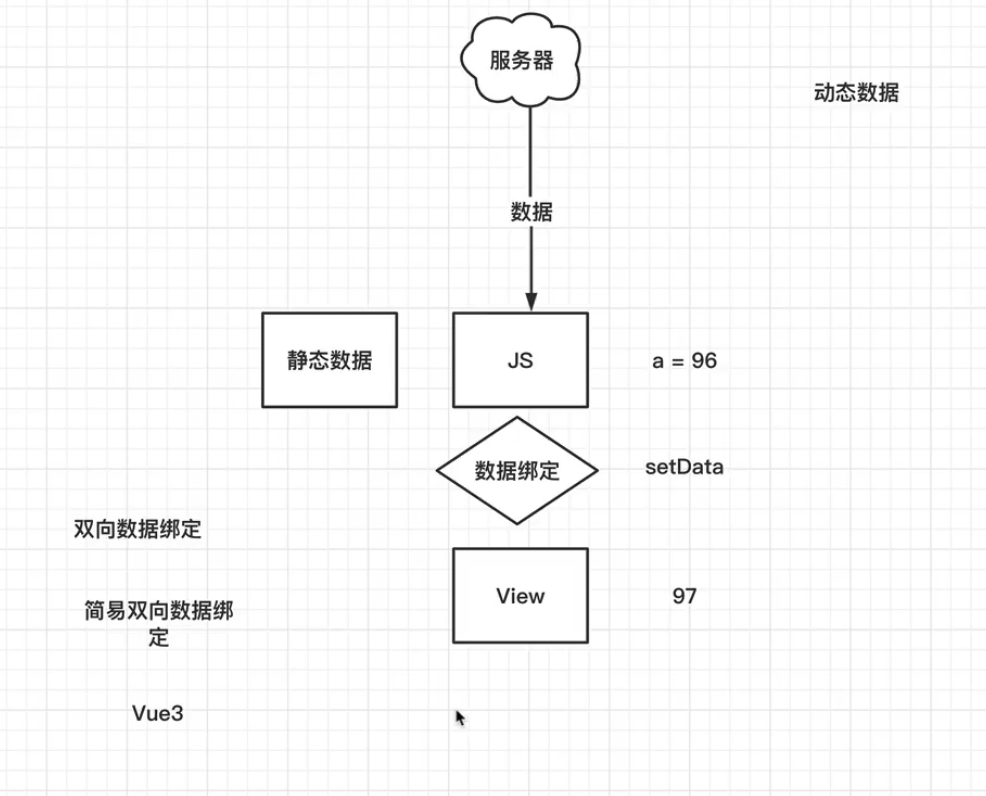 服务器
动态数据
数据
静态数据
JS
a = 96
数据绑定
setData
双向数据绑定
View
97
简易双向数据绑
定
Vue3